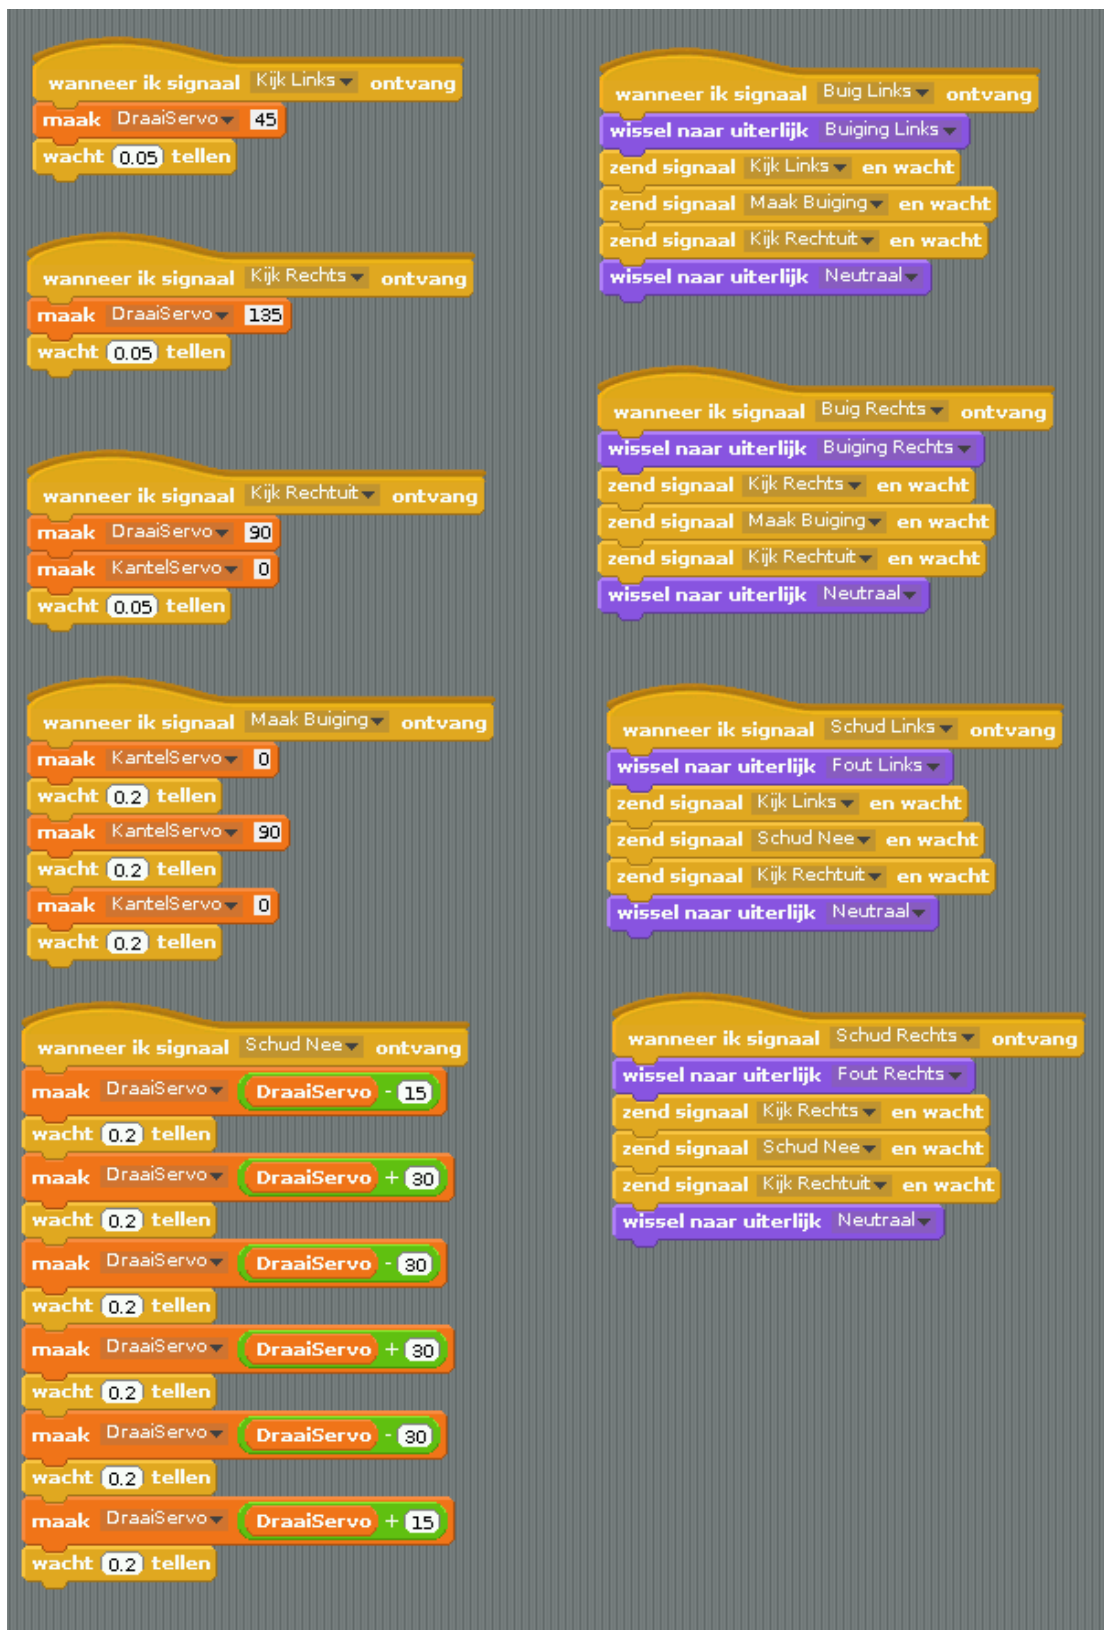 wanneer ik signaal Kijk Links ontvang
maak DraaiServo 45
wacht 0.05 tellen
wanneer ik signaal Kijk Rechts ontvang
maak DraaiServo 135
wacht 0.05 tellen
wanneer ik signaal Kijk Rechtuit ontvang
maak DraaiServo 90
maak KantelServo 0
wacht 0.05 tellen
wanneer ik signaal Maak Buiging ontvang
maak KantelServo 0
wacht 0.2 tellen
maak KantelServo 90
wacht 0.2 tellen
maak KantelServo 0
wacht 0.2 tellen
wanneer ik signaal Schud Nee ontvang
maak DraaiServo DraaiServo - 15
wacht 0.2 tellen
maak DraaiServo DraaiServo + 30
wacht 0.2 tellen
maak DraaiServo DraaiServo - 30
wacht 0.2 tellen
maak DraaiServo DraaiServo + 30
wacht 0.2 tellen
maak DraaiServo DraaiServo - 30
wacht 0.2 tellen
maak DraaiServo DraaiServo + 15
wacht 0.2 tellen
wanneer ik signaal Buig Links ontvang
wissel naar uiterlijk Buiging Links
zend signaal Kijk Links en wacht
zend signaal Maak Buiging en wacht
zend signaal Kijk Rechtuit en wacht
wissel naar uiterlijk Neutraal
wanneer ik signaal Buig Rechts ontvang
wissel naar uiterlijk Buiging Rechts
zend signaal Kijk Rechts en wacht
zend signaal Maak Buiging en wacht
zend signaal Kijk Rechtuit en wacht
wissel naar uiterlijk Neutraal
wanneer ik signaal Schud Links ontvang
wissel naar uiterlijk Fout Links
zend signaal Kijk Links en wacht
zend signaal Schud Nee en wacht
zend signaal Kijk Rechtuit en wacht
wissel naar uiterlijk Neutraal
wanneer ik signaal Schud Rechts ontvang
wissel naar uiterlijk Fout Rechts
zend signaal Kijk Rechts en wacht
zend signaal Schud Nee en wacht
zend signaal Kijk Rechtuit en wacht
wissel naar uiterlijk Neutraal